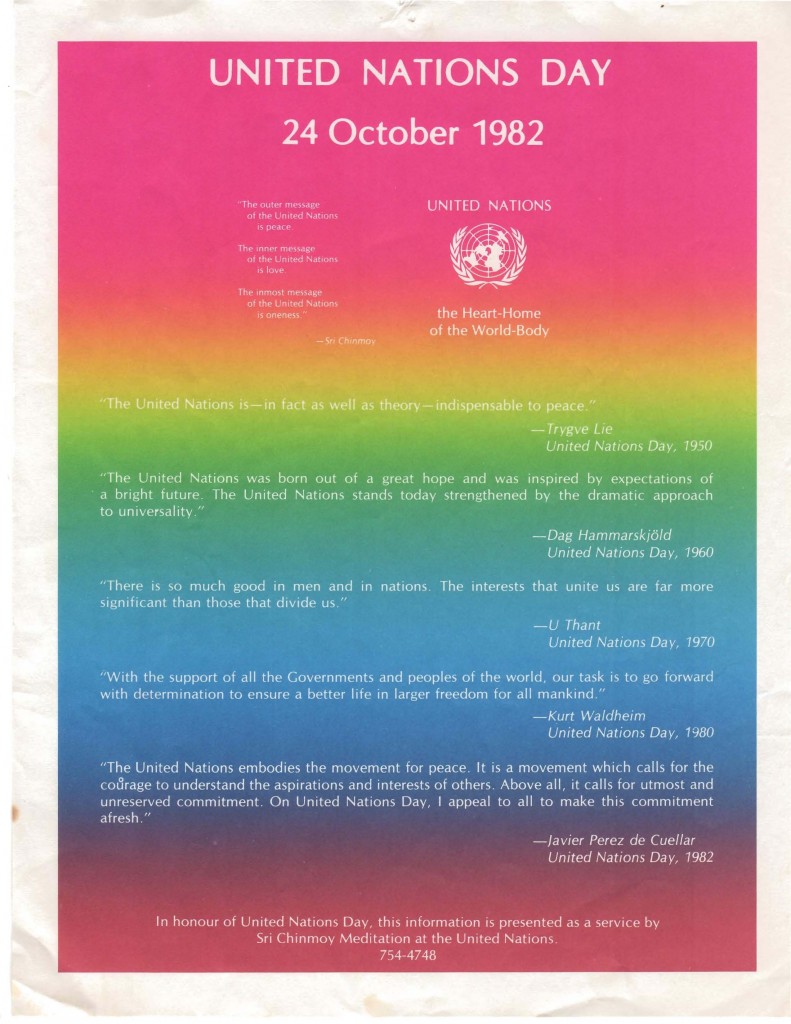 UNITED NATIONS DAY
24 October 1982
"The outer message
of the United Nations
is peace.
The inner message
of the United Nations
is love.
The inmost message
of the United Nations
is oneness."
—Sri Chinmoy
UNITED NATIONS
the Heart-Home
of the World-Body
"The United Nations is—in fact as well as theory—indispensable to peace."
—Trygve Lie
United Nations Day, 1950
"The United Nations was born out of a great hope and was inspired by expectations of
a bright future. The United Nations stands today strengthened by the dramatic approach
to universality."
—Dag Hammarskjöld
United Nations Day, 1960
"There is so much good in men and in nations. The interests that unite us are far more
significant than those that divide us."
—U Thant
United Nations Day, 1970
"With the support of all the Governments and peoples of the world, our task is to go forward
with determination to ensure a better life in larger freedom for all mankind."
—Kurt Waldheim
United Nations Day, 1980
"The United Nations embodies the movement for peace. It is a movement which calls for the
courage to understand the aspirations and interests of others. Above all, it calls for utmost and
unreserved commitment. On United Nations Day, I appeal to all to make this commitment
afresh."
—Javier Perez de Cuellar
United Nations Day, 1982
In honour of United Nations Day, this information is presented as a service by
Sri Chinmoy Meditation at the United Nations.
754-4748